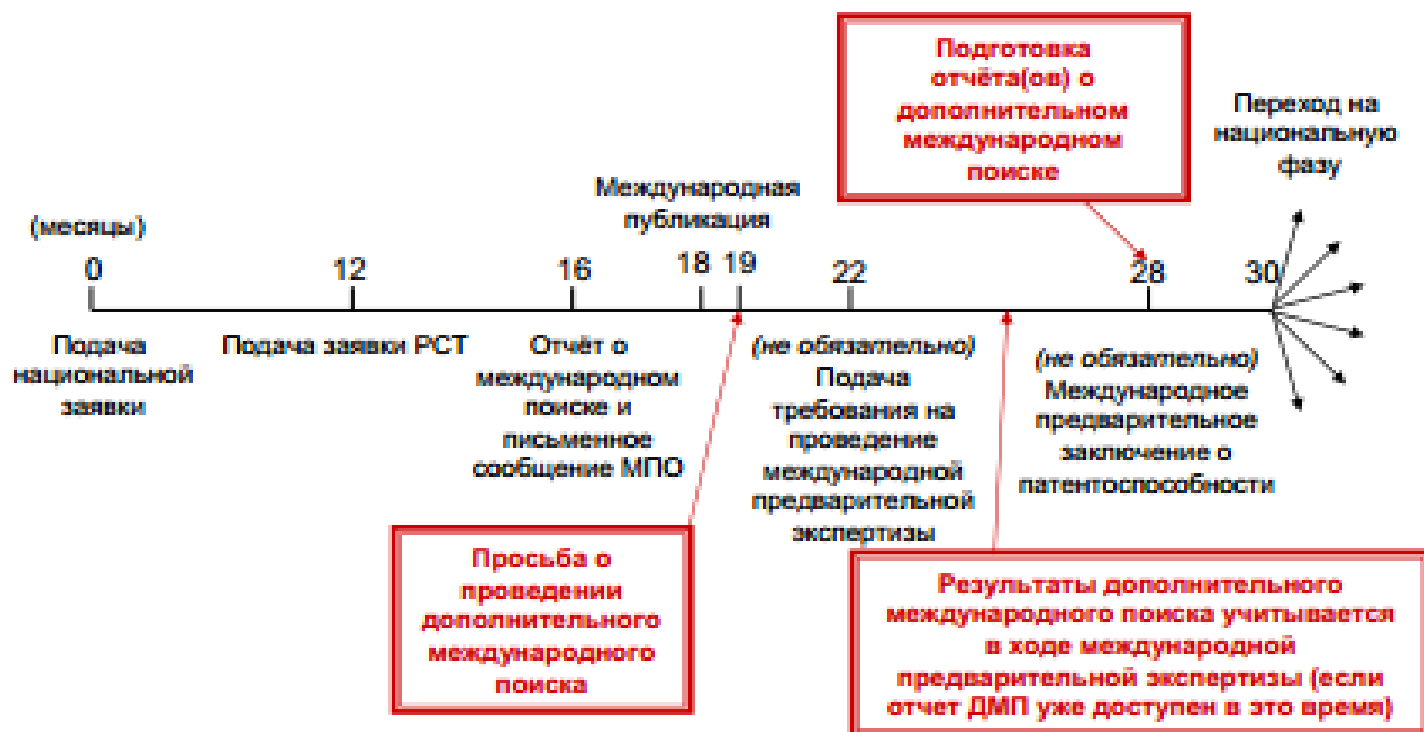 Подготовка
отчёта(ов) о
дополнительном
международном
поиске
Переход на
национальную
фазу
Международная
публикация
(месяцы)
0
12
16
18
19
22
28
30
Подача
национальной
заявки
Подача заявки РСТ
Отчёт о
международном
поиске и
письменное
сообщение МПО
(не обязательно)
Подача
требования на
проведение
международной
предварительной
экспертизы
(не обязательно)
Международное
предварительное
заключение о
патентоспособности
Просьба о
проведении
дополнительного
международного
поиска
Результаты дополнительного
международного поиска учитывается
в ходе международной
предварительной экспертизы (если
отчет ДМП уже доступен в это время)